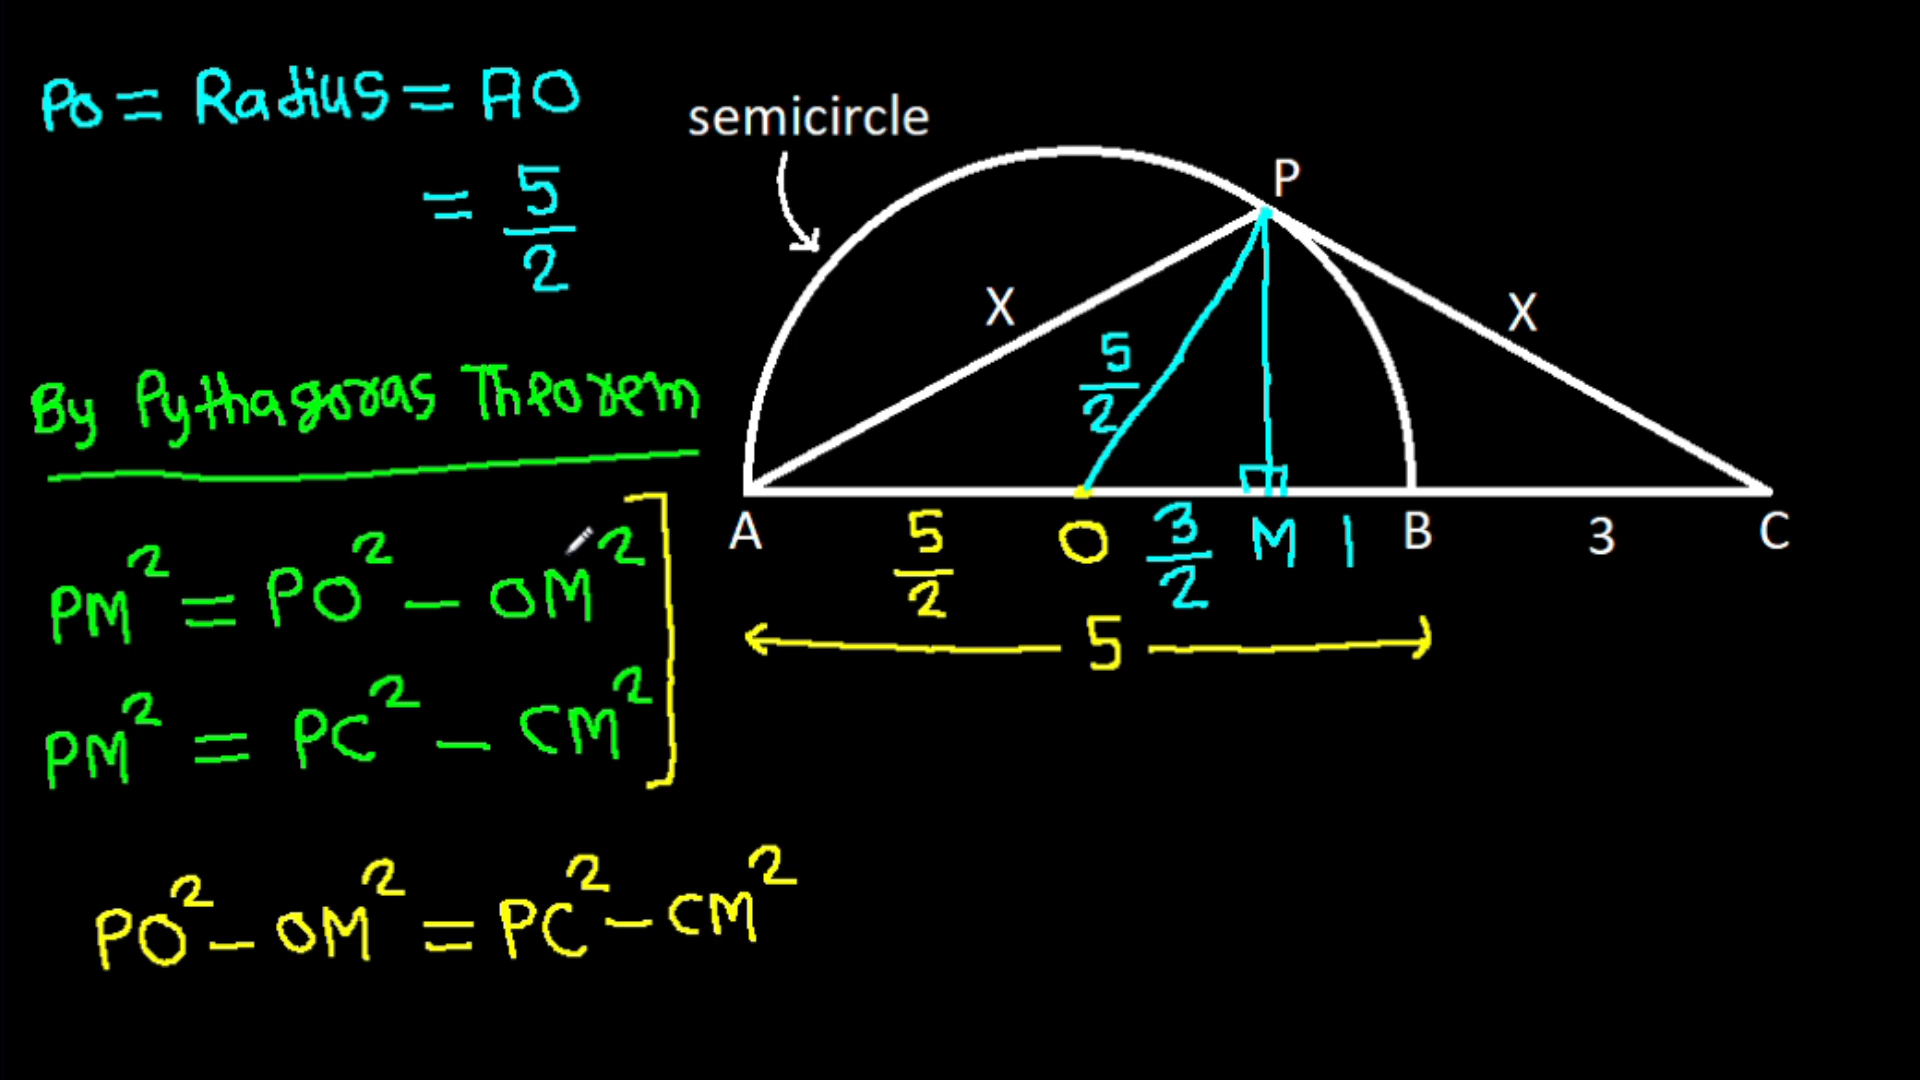 PO = Radius = AO
= 5/2
By Pythagoras Theorem
PM² = PO² - OM²
PM² = PC² - CM²
PO² - OM² = PC² - CM²
semicircle
P
X
X
5/2
A
5/2
O
3/2
M
1
B
3
C
5